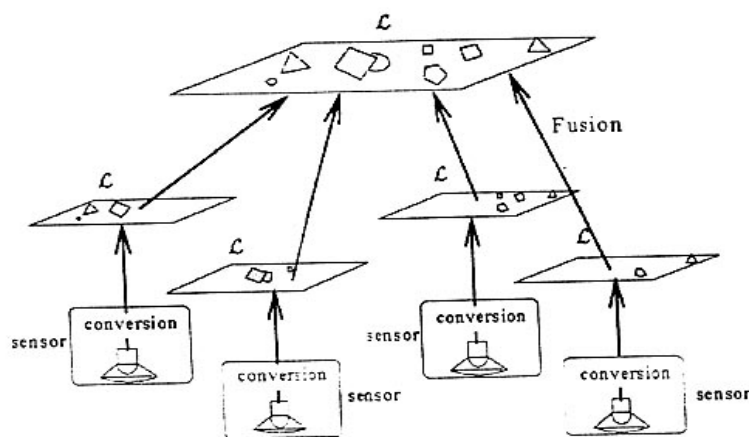 ℒ
Fusion
ℒ
ℒ
ℒ
ℒ
conversion
sensor
conversion
sensor
conversion
sensor
conversion
sensor